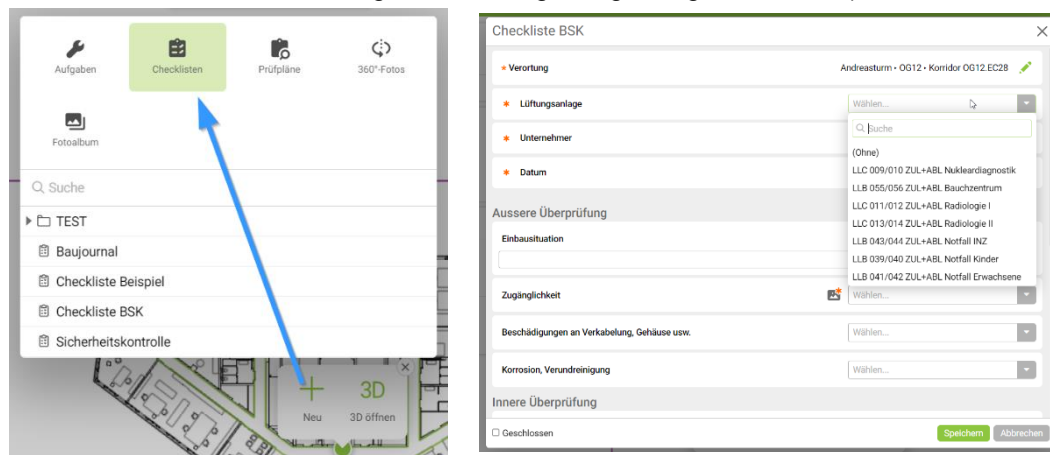 Aufgaben
Checklisten
Prüfpläne
360°-Fotos
Fotoalbum
Suche
TEST
Baujournal
Checkliste Beispiel
Checkliste BSK
Sicherheitskontrolle
Neu
3D
3D öffnen
Checkliste BSK
* Verortung Andreasturm • OG12 • Korridor OG12.EC28
* Lüftungsanlage Wählen...
Suche
* Unternehmer
(Ohne)
LLC 009/010 ZUL+ABL Nukleardiagnostik
* Datum
LLB 055/056 ZUL+ABL Bauchzentrum
LLC 011/012 ZUL+ABL Radiologie I
Aussere Überprüfung
LLC 013/014 ZUL+ABL Radiologie II
Einbausituation
LLB 043/044 ZUL+ABL Notfall INZ
LLB 039/040 ZUL+ABL Notfall Kinder
LLB 041/042 ZUL+ABL Notfall Erwachsene
Zugänglichkeit Wählen...
Beschädigungen an Verkabelung, Gehäuse usw. Wählen...
Korrosion, Verundreinigung Wählen...
Innere Überprüfung
Geschlossen Speichern Abbrechen